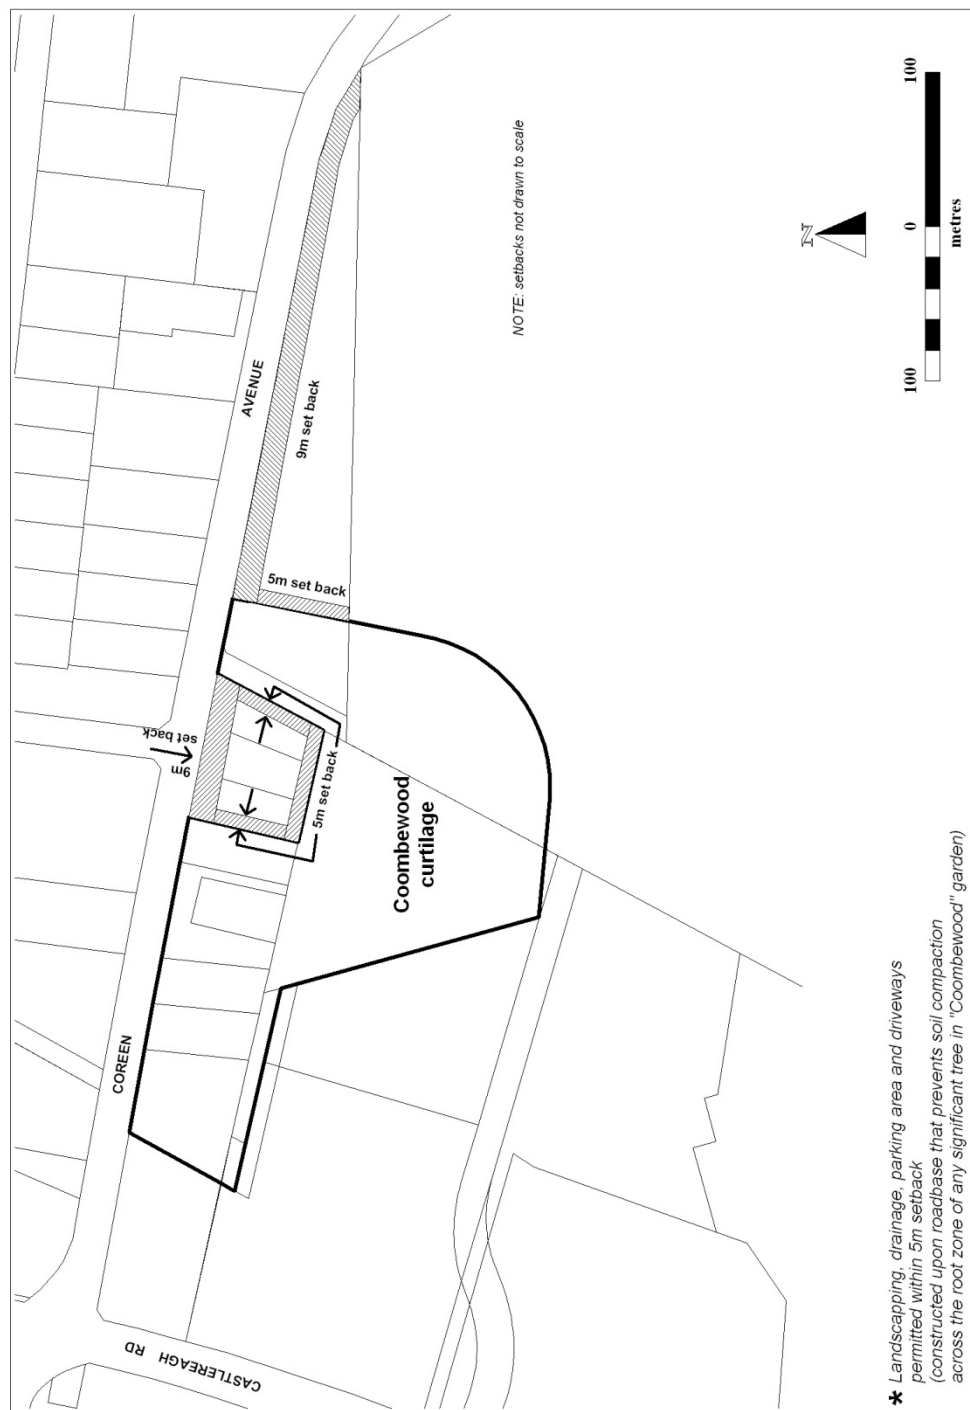 COREEN
AVENUE
CASTLEREAGH RD
9m
set back
5m set back
5m set back
9m set back
Coombewood
curtilage
NOTE: setbacks not drawn to scale
N
100
0
100
metres
* Landscapping, drainage, parking area and driveways
permitted within 5m setback
(constructed upon roadbase that prevents soil compaction
across the root zone of any significant tree in "Coombewood" garden)